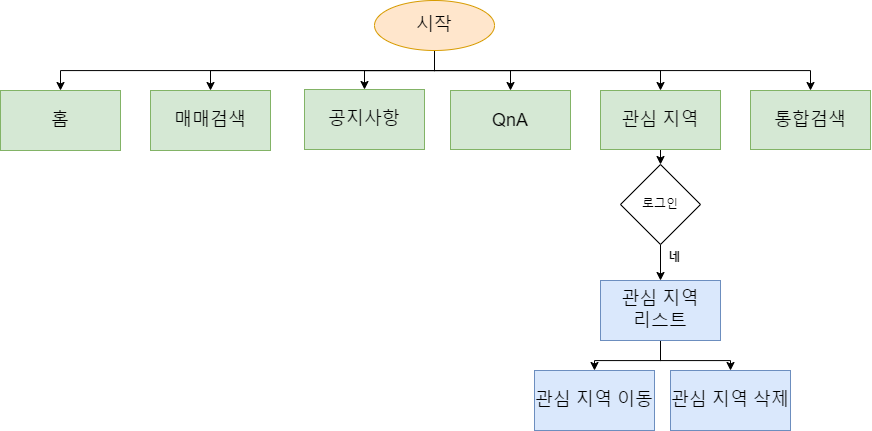 시작
홈
매매검색
공지사항
QnA
관심 지역
통합검색
로그인
네
관심 지역
리스트
관심 지역 이동
관심 지역 삭제